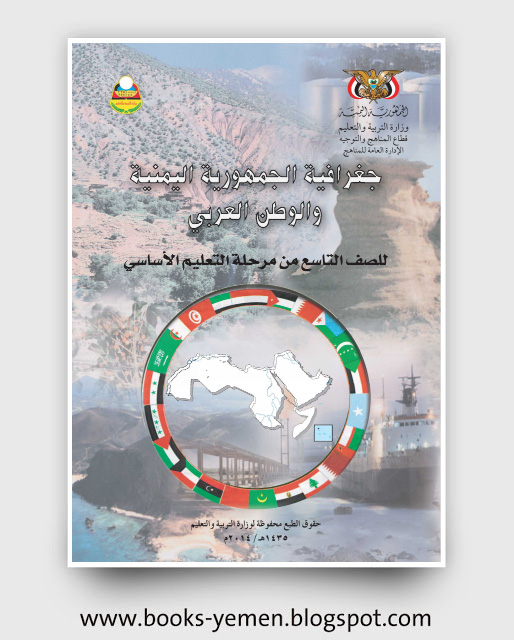 الجمهورية اليمنية
وزارة التربية والتعليم
قطاع المناهج والتوجيه
الإدارة العامة للمناهج
جغرافية الجمهورية اليمنية
والوطن العربي
للصف التاسع من مرحلة التعليم الأساسي
حقوق الطبع محفوظة لوزارة التربية والتعليم
١٤٣٥هـ / ٢٠١٤م
www.books-yemen.blogspot.com